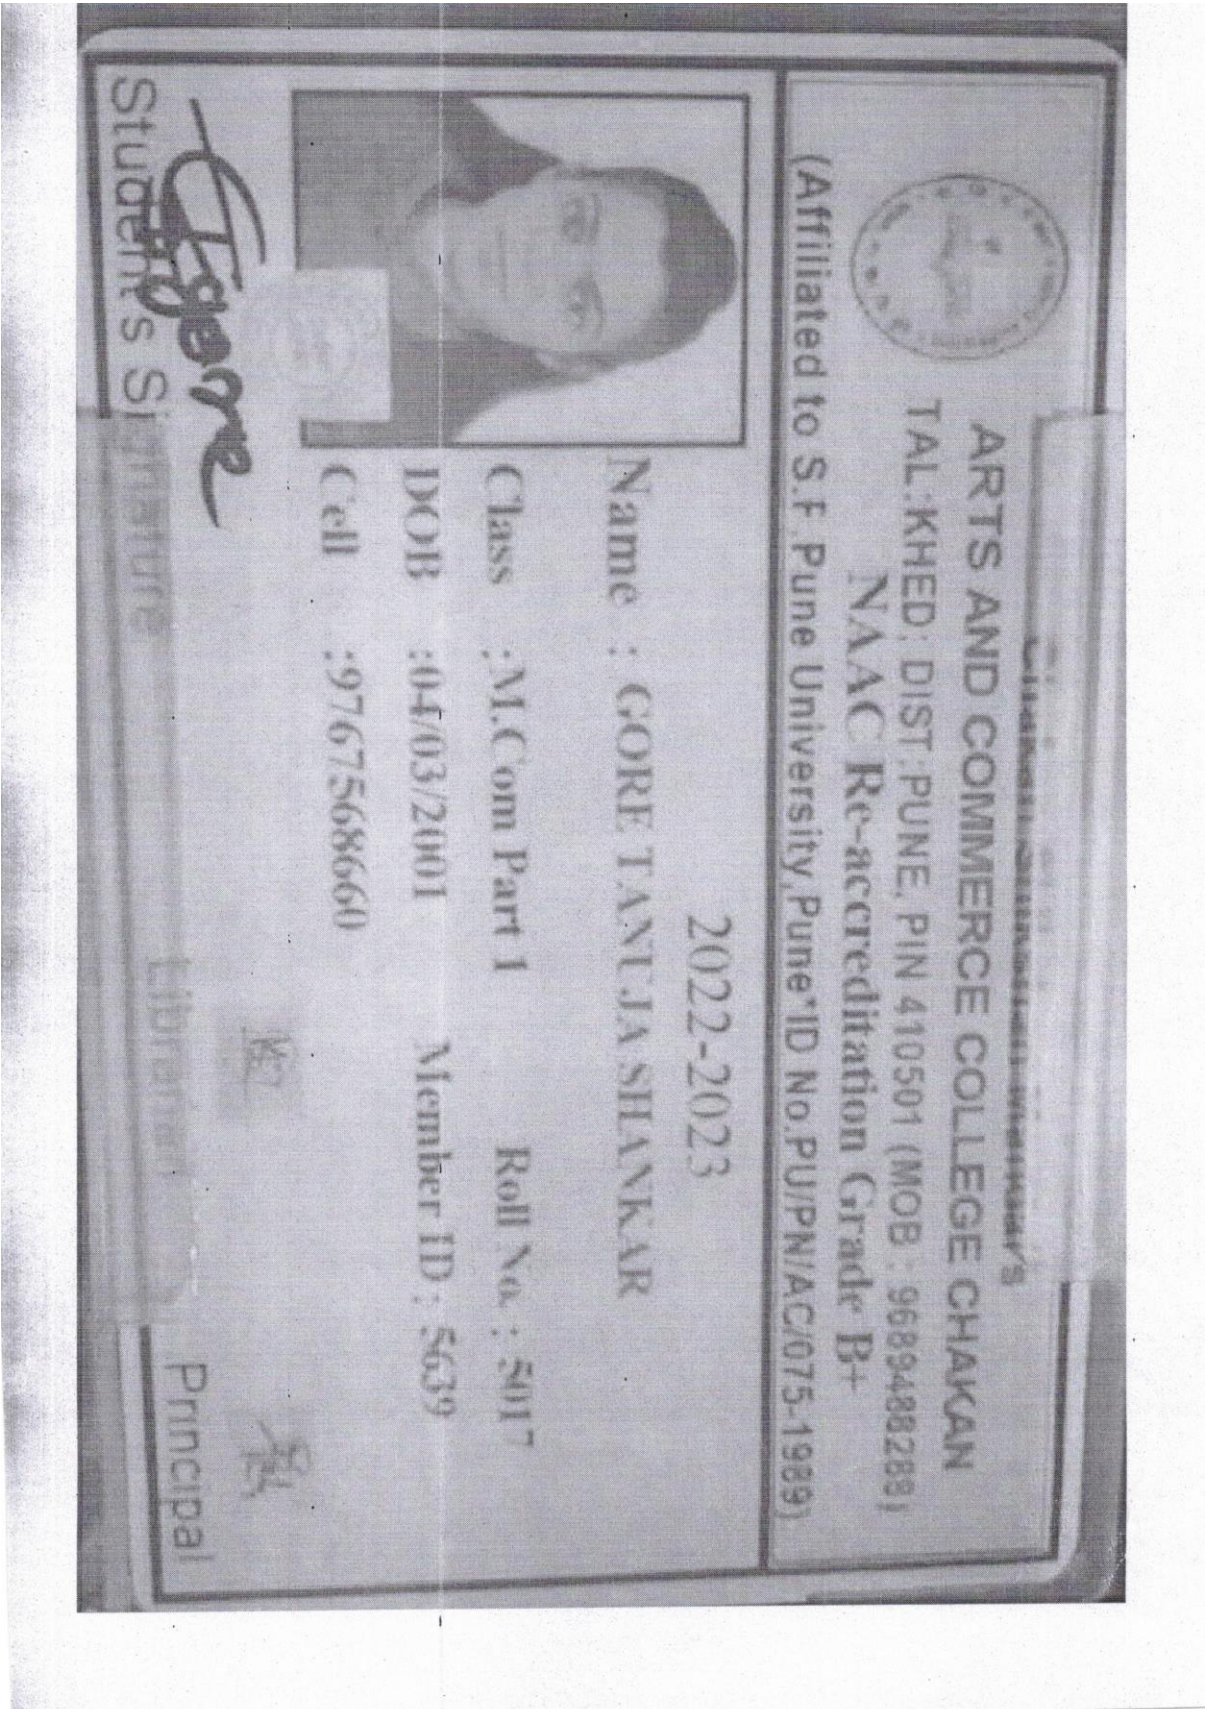 ARTS AND COMMERCE COLLEGE CHAKAN
TAL:KHED; DIST:PUNE, PIN 410501 (MOB : 9689488288)
NAAC Re-accreditation Grade B+
(Affiliated to S.F. Pune University,Pune*ID No.PU/PN/AC/075-1989)
2022-2023
Name : GORE TANUJA SHANKAR
Class :M.Com Part 1 Roll No. : 5017
DOB :04/03/2001 Member ID : 5639
Cell :9767568660
Tgore
Student's Signature Librarian Principal